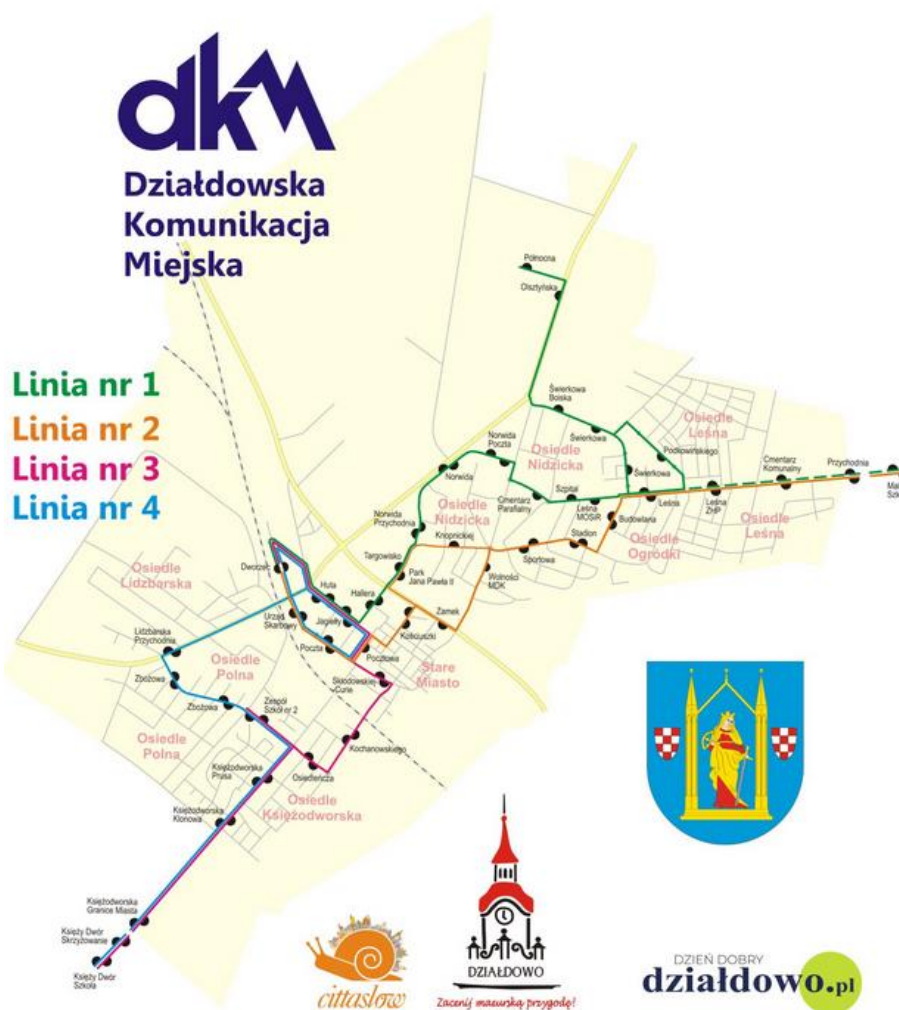 dkm
Działdowska
Komunikacja
Miejska
Linia nr 1
Linia nr 2
Linia nr 3
Linia nr 4
Północna
Olsztyńska
Świerkowa
Boiska
Świerkowa
Osiedle
Leśna
Podkowińskiego
Norwida
Poczta
Osiedle
Nidzicka
Świerkowa
Cmentarz
Komunalny
Przychodnia
Norwida
Szpital
Cmentarz
Parafialny
Leśna
MOSiR
Leśna
Leśna
ZHP
Osiedle
Leśna
Norwida
Przychodnia
Osiedle
Nidzicka
Knopnickiej
Budowlana
Stadion
Osiedle
Ogródki
Sportowa
Targowisko
Park
Jana Pawła II
Wolności
MDK
Dworzec
Huta
Hallera
Zamek
Osiedle
Lidzbarska
Urząd
Skarbowy
Jagiełły
Kościuszki
Lidzbarska
Przychodnia
Poczta
Pocztowa
Stare
Miasto
Osiedle
Polna
Skłodowskiej
-Curie
Zbożowa
Zbożowa
Zespół
Szkół nr 2
Osiedle
Polna
Kochanowskiego
Księżodworska
Prusa
Osiedleńcza
Osiedle
Księżodworska
Księżodworska
Klonowa
Księżodworska
Granice Miasta
Księży Dwór
Skrzyżowanie
Księży Dwór
Szkoła
cittaslow
DZIAŁDOWO
Zacznij mazurską przygodę!
DZIEŃ DOBRY
działdowo.pl